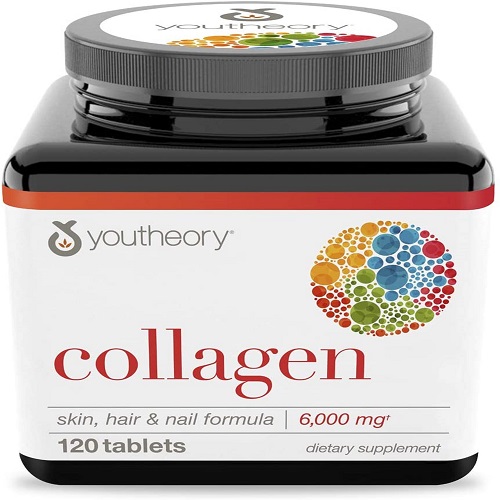 youtheory®
youtheory®
collagen
skin, hair & nail formula | 6,000 mg†
120 tablets
dietary supplement